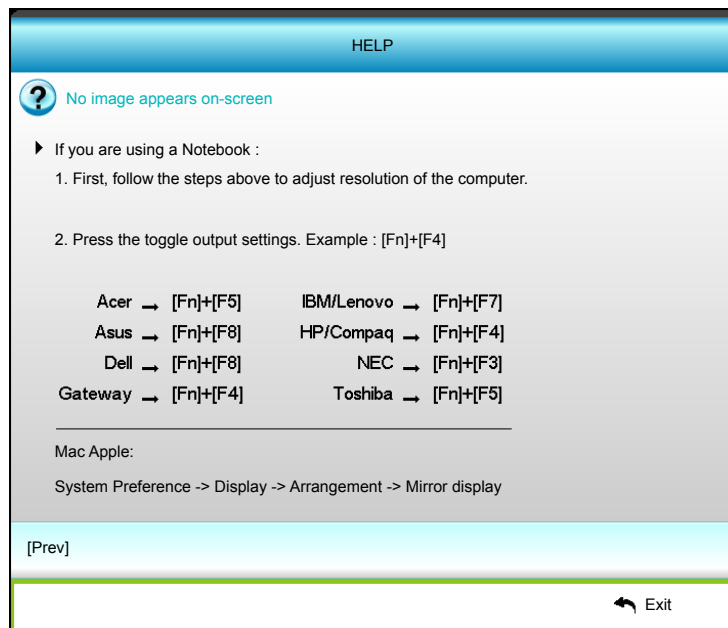 HELP
?
No image appears on-screen
If you are using a Notebook :
1. First, follow the steps above to adjust resolution of the computer.
2. Press the toggle output settings. Example : [Fn]+[F4]
Acer → [Fn]+[F5] IBM/Lenovo → [Fn]+[F7]
Asus → [Fn]+[F8] HP/Compaq → [Fn]+[F4]
Dell → [Fn]+[F8] NEC → [Fn]+[F3]
Gateway → [Fn]+[F4] Toshiba → [Fn]+[F5]
Mac Apple:
System Preference -> Display -> Arrangement -> Mirror display
[Prev]
Exit